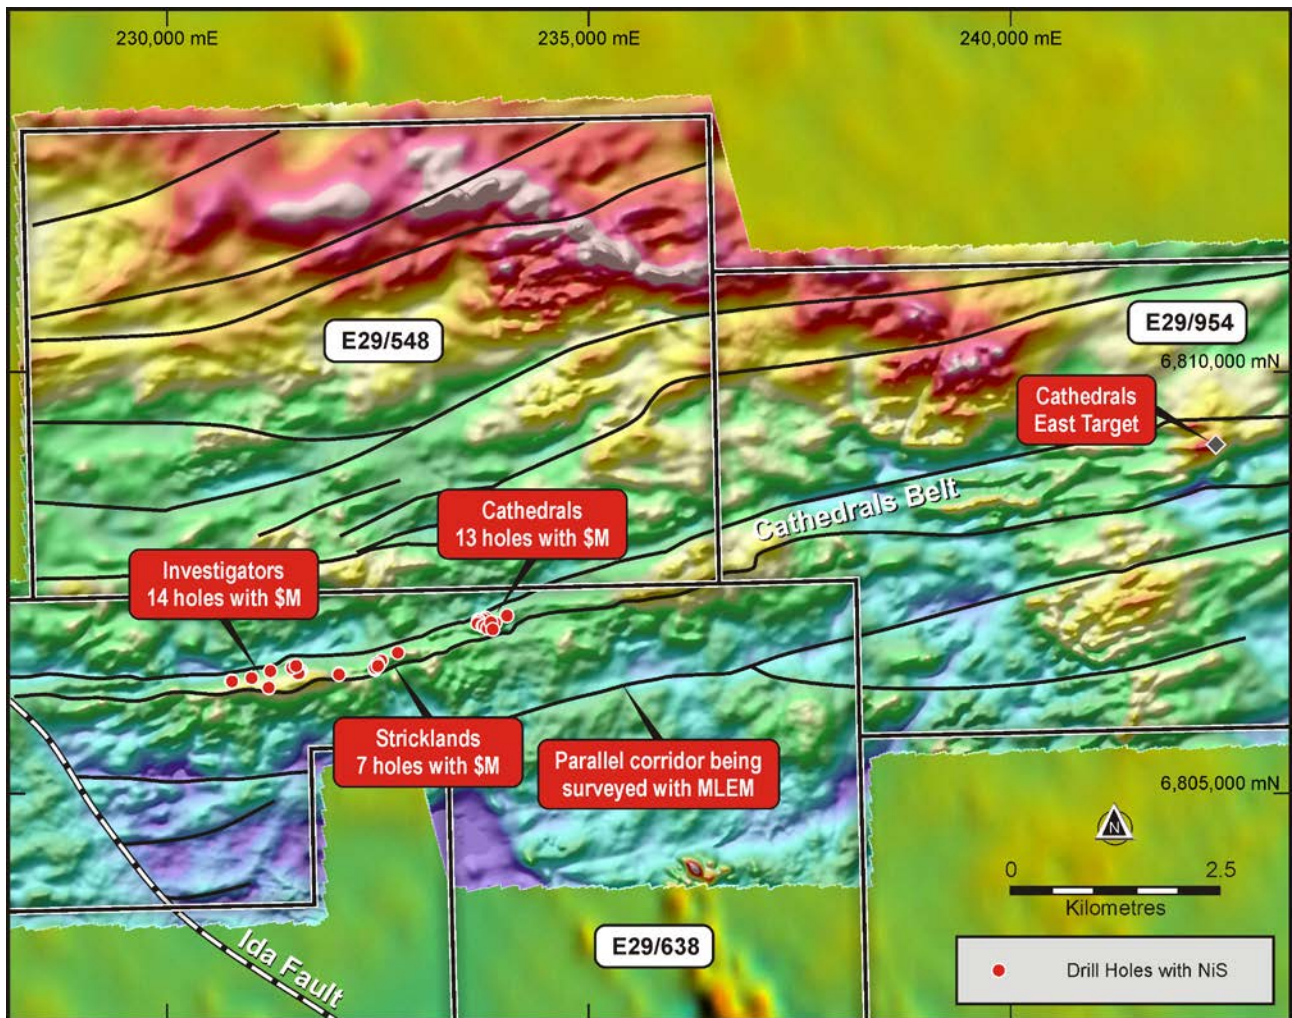 230,000 mE
235,000 mE
240,000 mE
E29/548
E29/954
6,810,000 mN
Cathedrals
East Target
Cathedrals Belt
Cathedrals
13 holes with $M
Investigators
14 holes with $M
Stricklands
7 holes with $M
Parallel corridor being
surveyed with MLEM
6,805,000 mN
N
0 2.5
Kilometres
Ida Fault
E29/638
Drill Holes with NiS